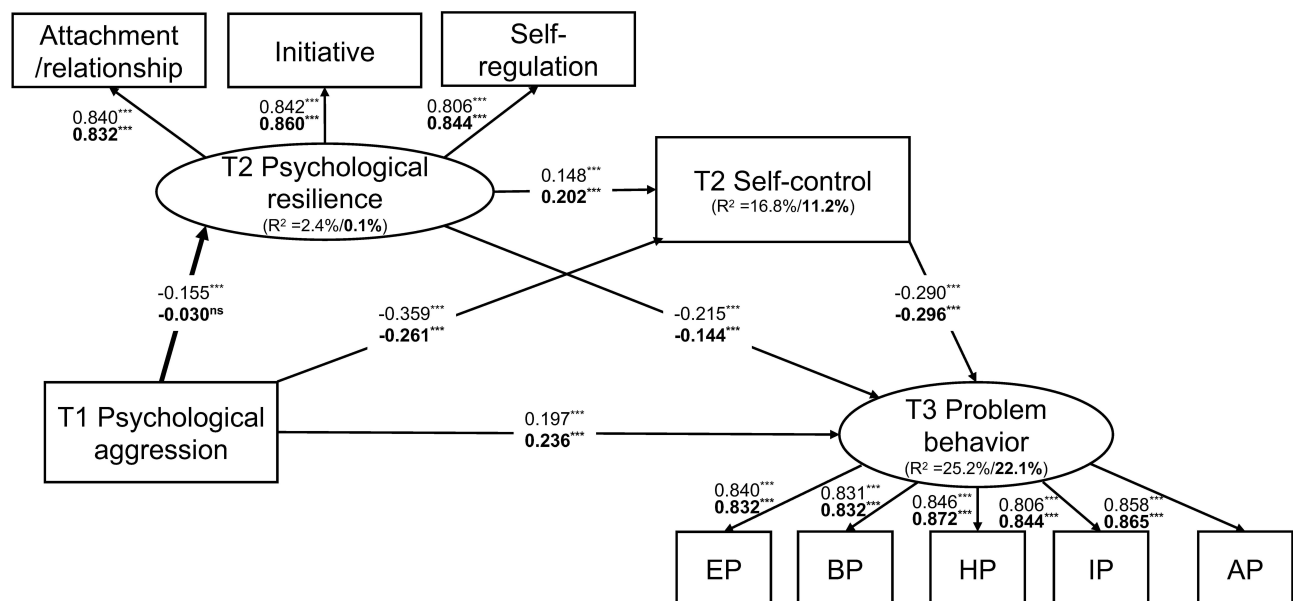 Attachment
/relationship
Initiative
Self-
regulation
0.840***
0.832***
0.842***
0.860***
0.806***
0.844***
T2 Psychological
resilience
(R² =2.4%/0.1%)
0.148***
0.202***
T2 Self-control
(R² =16.8%/11.2%)
-0.155***
-0.030ns
-0.359***
-0.261***
-0.215***
-0.144***
-0.290***
-0.296***
T1 Psychological
aggression
0.197***
0.236***
T3 Problem
behavior
(R² =25.2%/22.1%)
0.840***
0.832***
0.831***
0.832***
0.846***
0.872***
0.806***
0.844***
0.858***
0.865***
EP
BP
HP
IP
AP